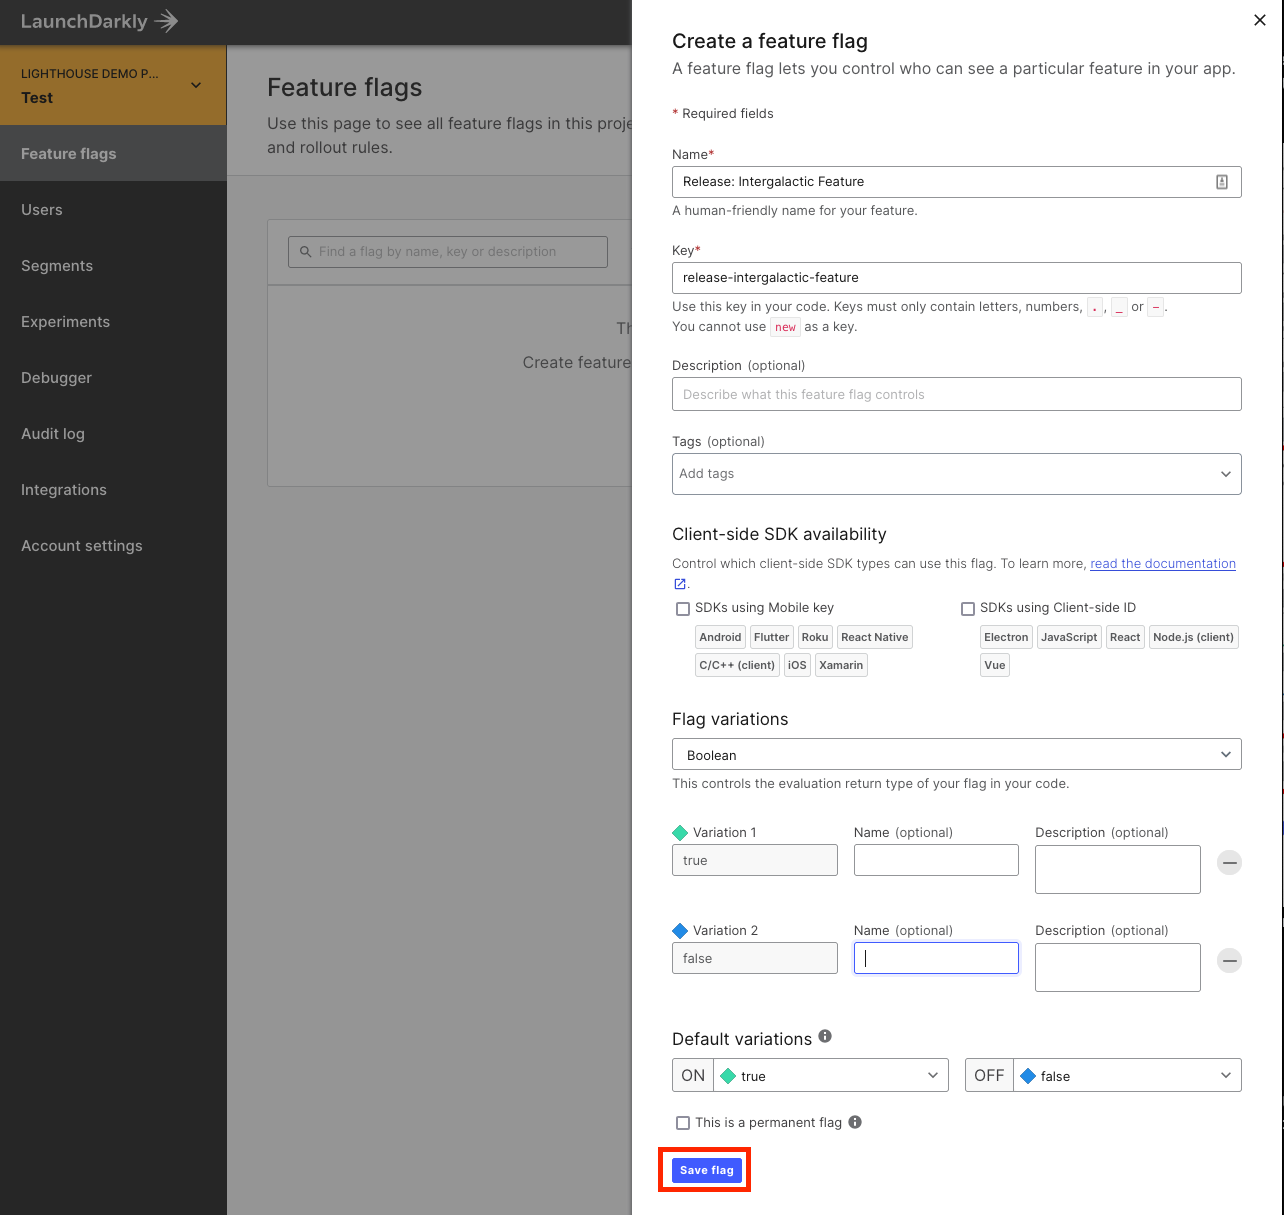 LaunchDarkly
LIGHTHOUSE DEMO P...
Test
Feature flags
Users
Segments
Experiments
Debugger
Audit log
Integrations
Account settings
Feature flags
Use this page to see all feature flags in this proje
and rollout rules.
Find a flag by name, key or description
Th
Create feature
Create a feature flag
A feature flag lets you control who can see a particular feature in your app.
* Required fields
Name*
Release: Intergalactic Feature
A human-friendly name for your feature.
Key*
release-intergalactic-feature
Use this key in your code. Keys must only contain letters, numbers, . , _ or - .
You cannot use new as a key.
Description (optional)
Describe what this feature flag controls
Tags (optional)
Add tags
Client-side SDK availability
Control which client-side SDK types can use this flag. To learn more, read the documentation
.
SDKs using Mobile key
Android Flutter Roku React Native
C/C++ (client) iOS Xamarin
SDKs using Client-side ID
Electron JavaScript React Node.js (client)
Vue
Flag variations
Boolean
This controls the evaluation return type of your flag in your code.
Variation 1 Name (optional) Description (optional)
true
Variation 2 Name (optional) Description (optional)
false
Default variations
ON true OFF false
This is a permanent flag
Save flag